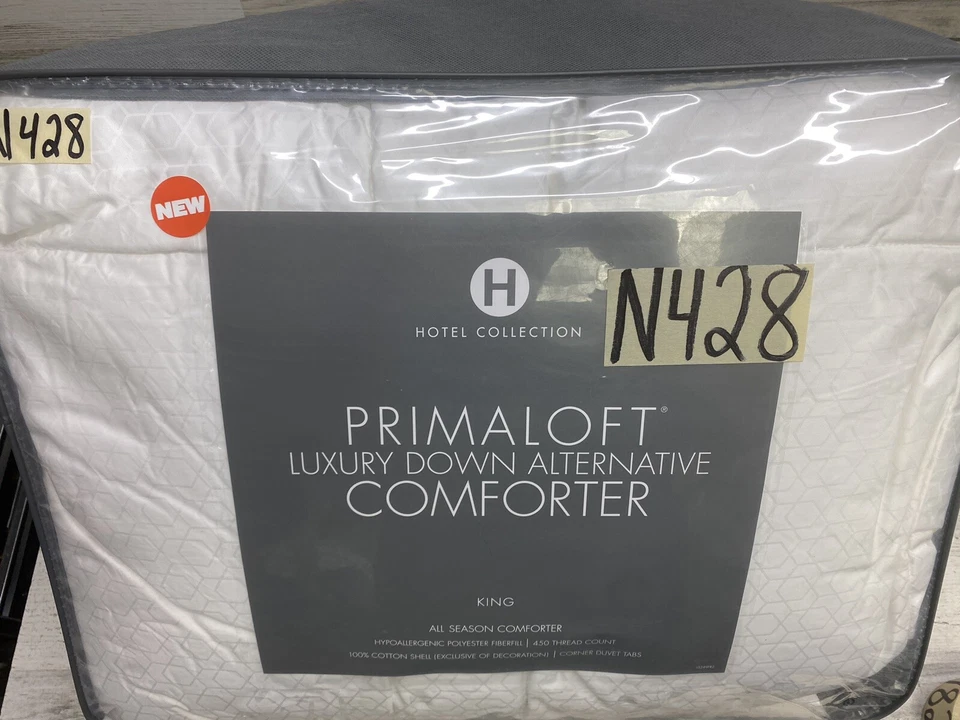 N428
NEW
H
HOTEL COLLECTION
N428
PRIMALOFT®
LUXURY DOWN ALTERNATIVE
COMFORTER
KING
ALL SEASON COMFORTER
HYPOALLERGENIC POLYESTER FIBERFILL | 450 THREAD COUNT
100% COTTON SHELL (EXCLUSIVE OF DECORATION) | CORNER DUVET TABS